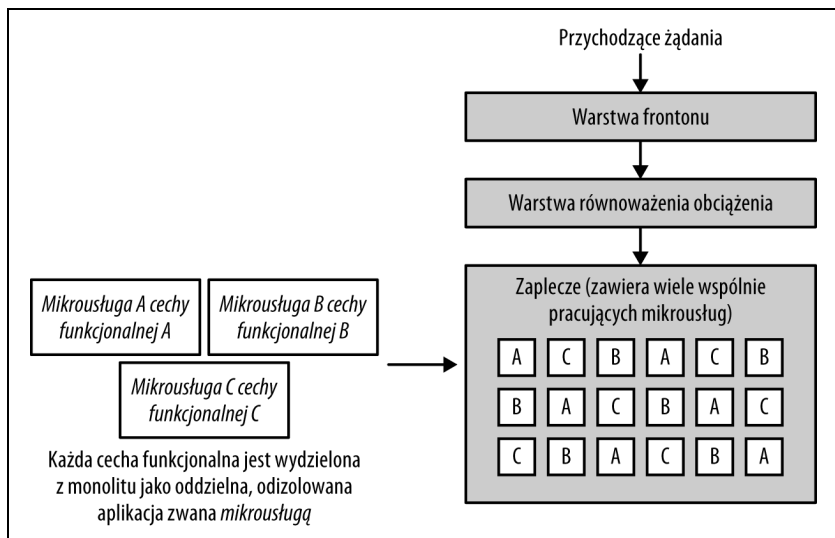 Przychodzące żądania
Warstwa frontonu
Warstwa równoważenia obciążenia
Zaplecze (zawiera wiele wspólnie
pracujących mikrousług)
A C B A C B
B A C B A C
C B A C B A
Mikrousługa A cechy
funkcjonalnej A
Mikrousługa B cechy
funkcjonalnej B
Mikrousługa C cechy
funkcjonalnej C
Każda cecha funkcjonalna jest wydzielona
z monolitu jako oddzielna, odizolowana
aplikacja zwana mikrousługą